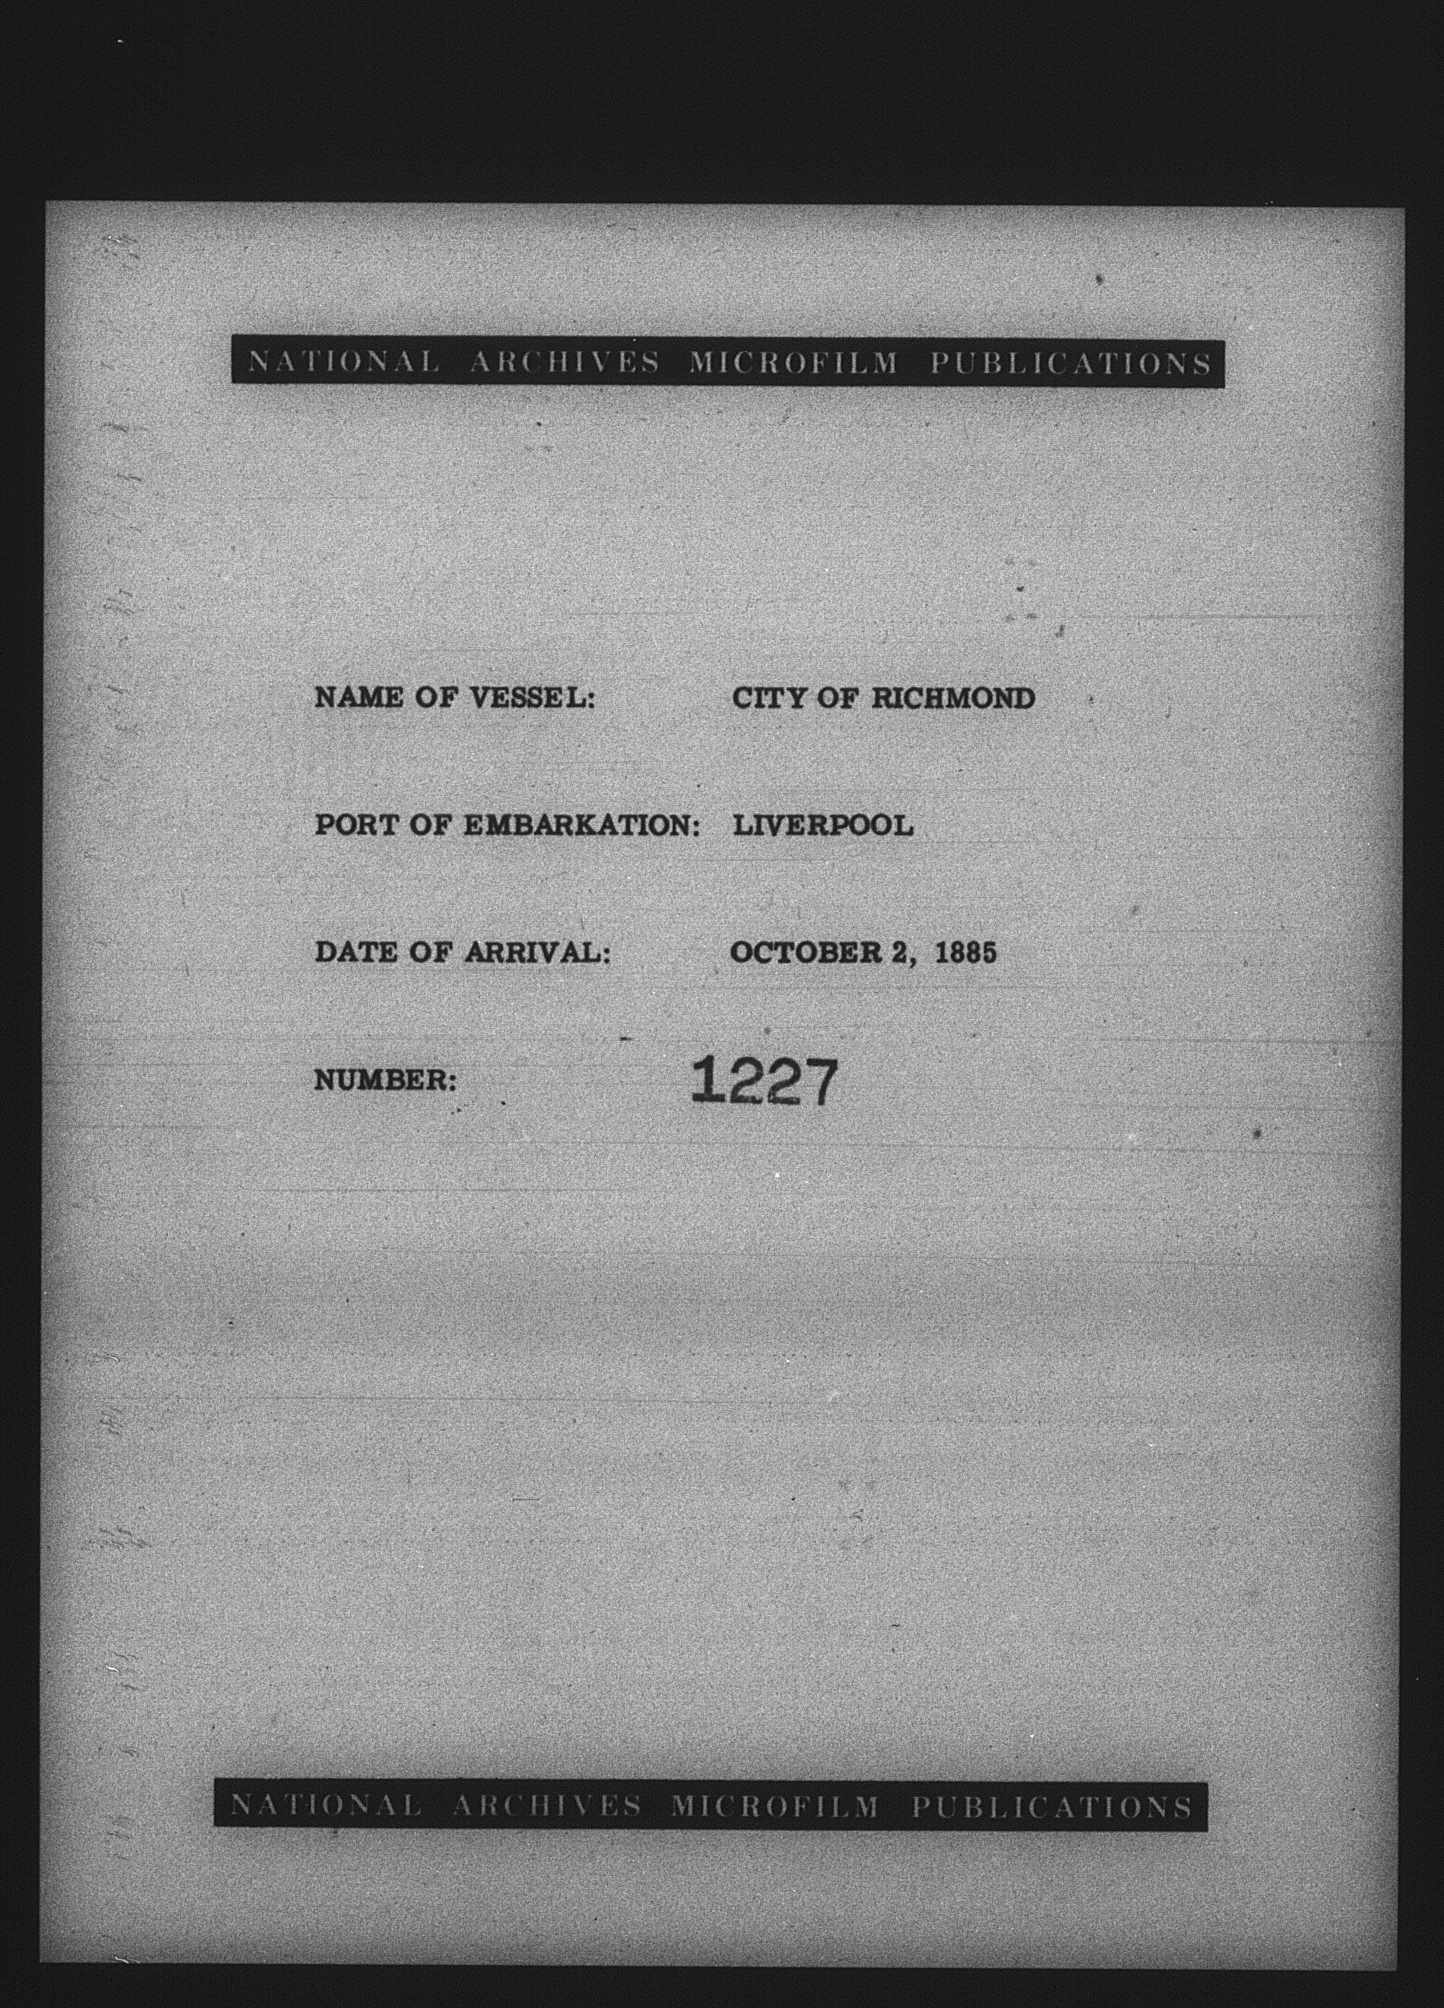 NATIONAL ARCHIVES MICROFILM PUBLICATIONS
NAME OF VESSEL: CITY OF RICHMOND
PORT OF EMBARKATION: LIVERPOOL
DATE OF ARRIVAL: OCTOBER 2, 1885
NUMBER: 1227
NATIONAL ARCHIVES MICROFILM PUBLICATIONS